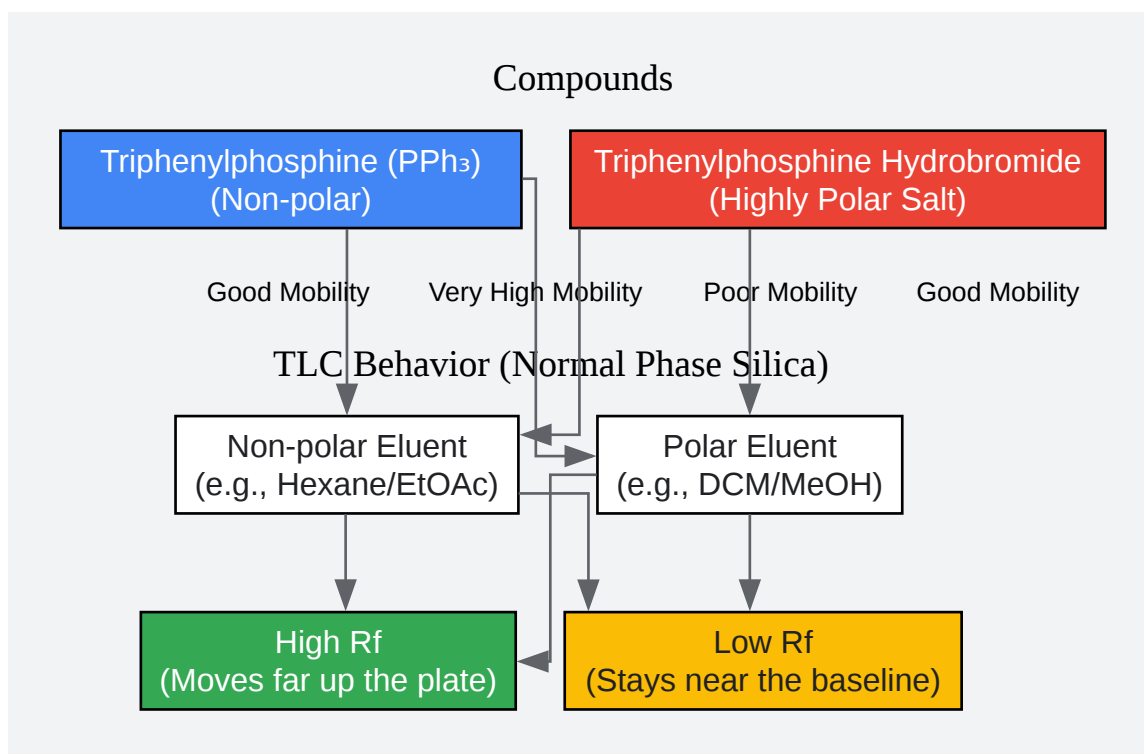 Compounds
Triphenylphosphine (PPh₃)
(Non-polar)
Triphenylphosphine Hydrobromide
(Highly Polar Salt)
Good Mobility
Very High Mobility
Poor Mobility
Good Mobility
TLC Behavior (Normal Phase Silica)
Non-polar Eluent
(e.g., Hexane/EtOAc)
Polar Eluent
(e.g., DCM/MeOH)
High Rf
(Moves far up the plate)
Low Rf
(Stays near the baseline)